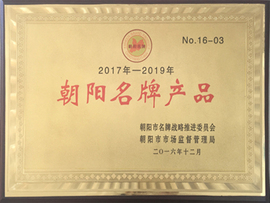 No.16-03
2017年—2019年
朝阳名牌产品
朝阳市名牌战略推进委员会
朝阳市市场监督管理局
二〇一六年十二月